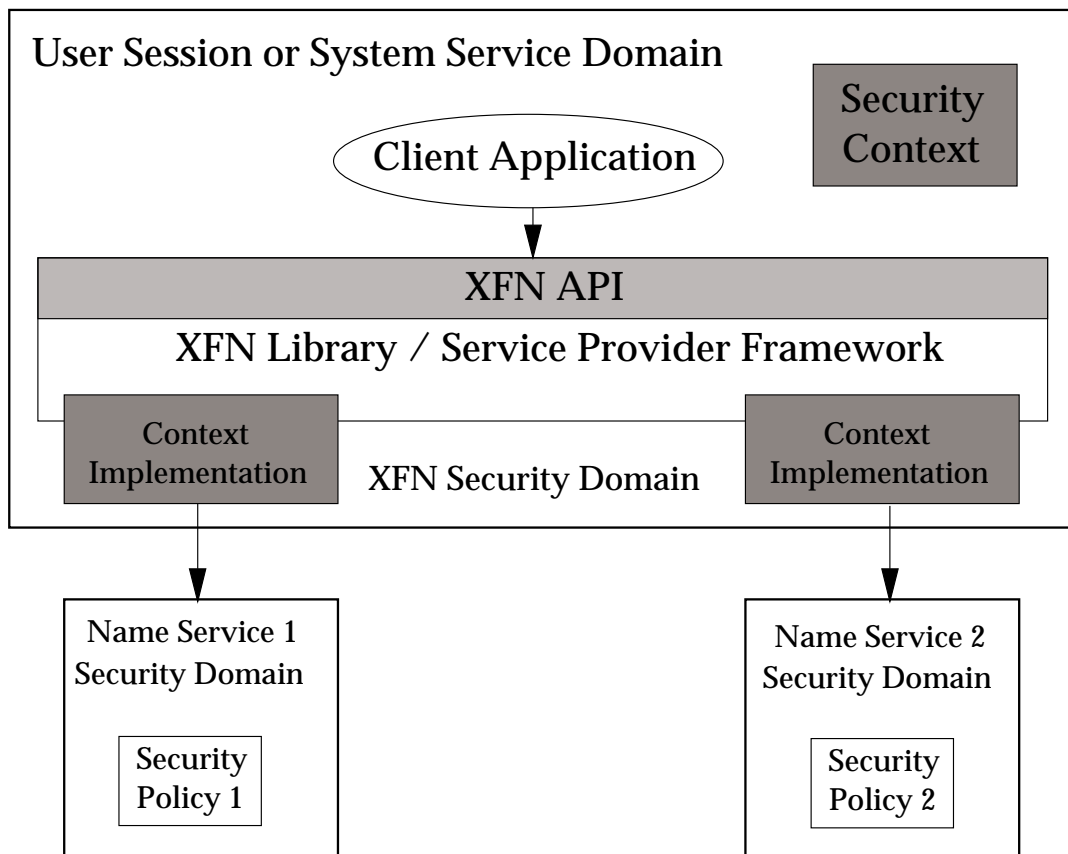 User Session or System Service Domain
Security
Context
Client Application
XFN API
XFN Library / Service Provider Framework
Context
Implementation
XFN Security Domain
Context
Implementation
Name Service 1
Security Domain
Security
Policy 1
Name Service 2
Security Domain
Security
Policy 2